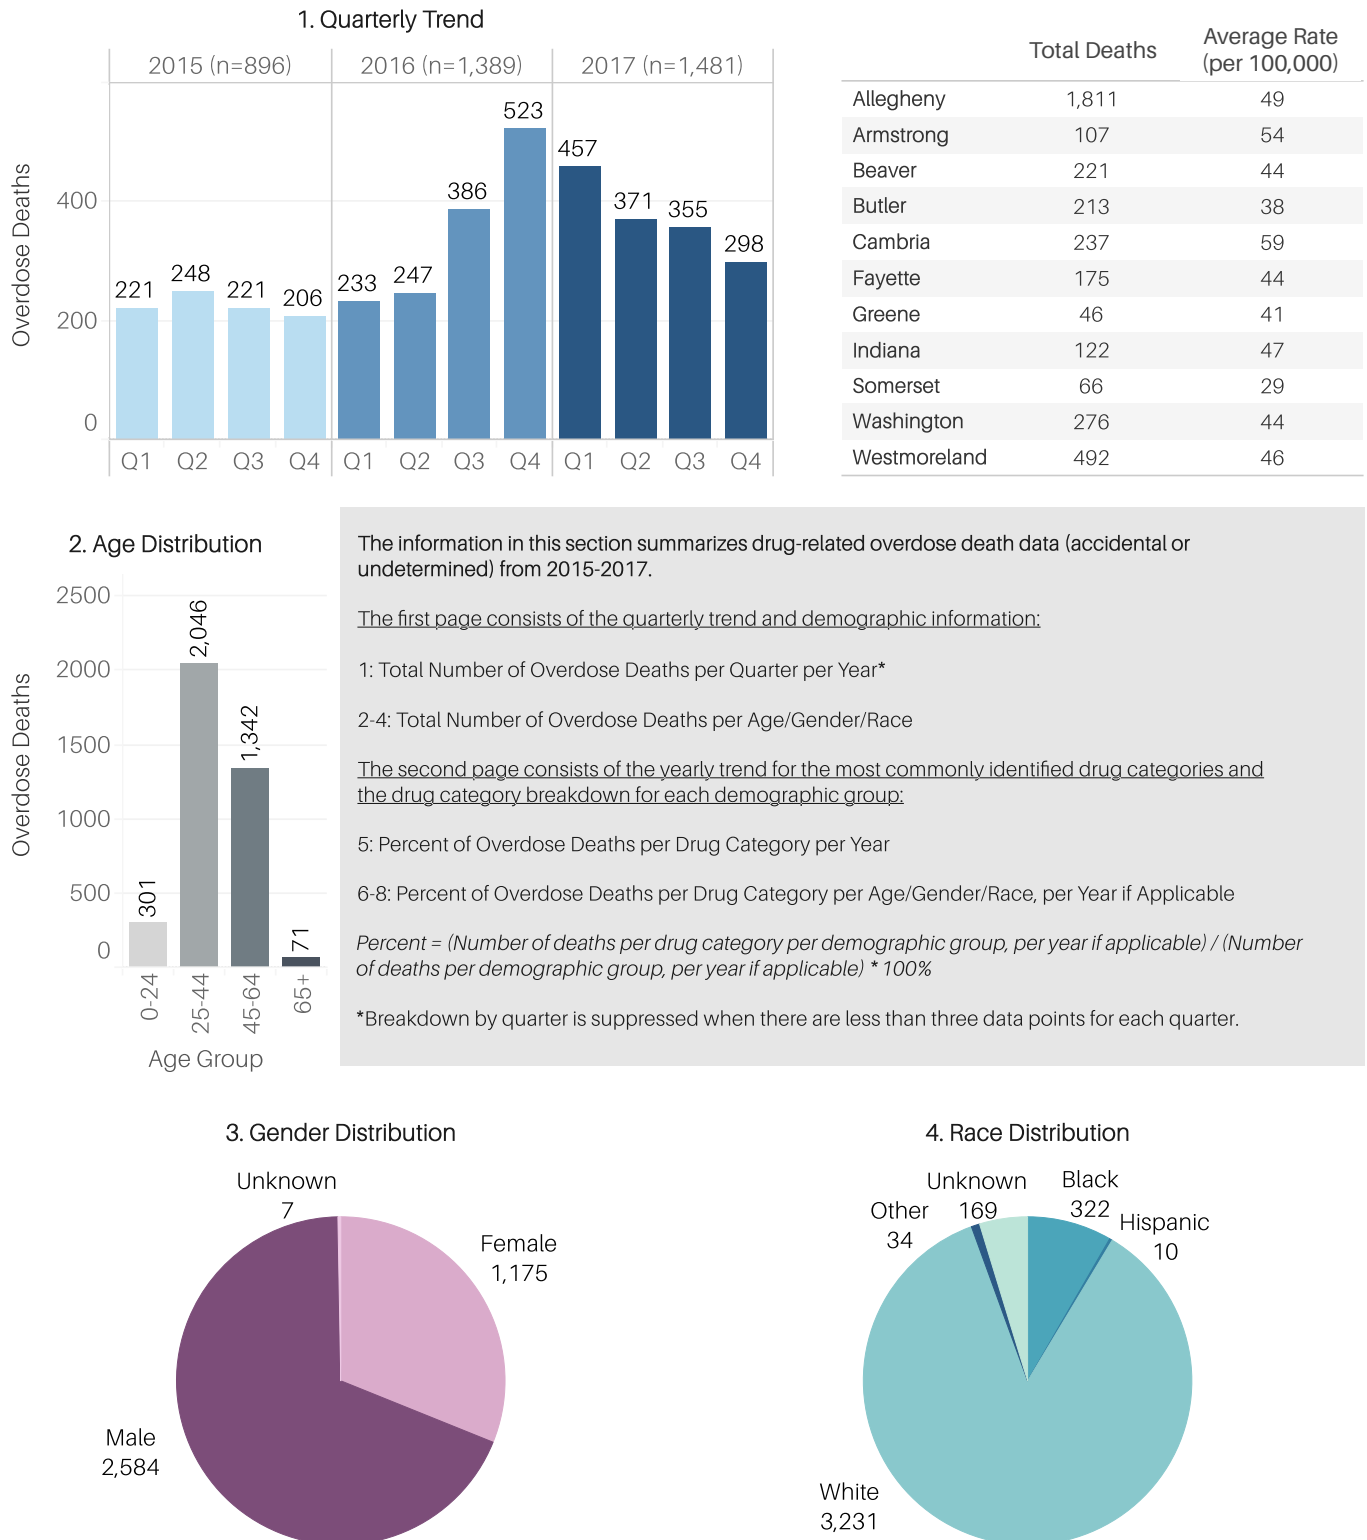 1. Quarterly Trend
2015 (n=896)
2016 (n=1,389)
2017 (n=1,481)
Overdose Deaths
400
200
0
221
248
221
206
233
247
386
523
457
371
355
298
Q1
Q2
Q3
Q4
Q1
Q2
Q3
Q4
Q1
Q2
Q3
Q4
Total Deaths
Average Rate
(per 100,000)
Allegheny 1,811 49
Armstrong 107 54
Beaver 221 44
Butler 213 38
Cambria 237 59
Fayette 175 44
Greene 46 41
Indiana 122 47
Somerset 66 29
Washington 276 44
Westmoreland 492 46
2. Age Distribution
Overdose Deaths
2500
2000
1500
1000
500
0
301
2,046
1,342
71
0-24
25-44
45-64
65+
Age Group
The information in this section summarizes drug-related overdose death data (accidental or
undetermined) from 2015-2017.
The first page consists of the quarterly trend and demographic information:
1: Total Number of Overdose Deaths per Quarter per Year*
2-4: Total Number of Overdose Deaths per Age/Gender/Race
The second page consists of the yearly trend for the most commonly identified drug categories and
the drug category breakdown for each demographic group:
5: Percent of Overdose Deaths per Drug Category per Year
6-8: Percent of Overdose Deaths per Drug Category per Age/Gender/Race, per Year if Applicable
Percent = (Number of deaths per drug category per demographic group, per year if applicable) / (Number
of deaths per demographic group, per year if applicable) * 100%
*Breakdown by quarter is suppressed when there are less than three data points for each quarter.
3. Gender Distribution
Unknown
7
Female
1,175
Male
2,584
4. Race Distribution
Unknown
169
Black
322
Other
34
Hispanic
10
White
3,231